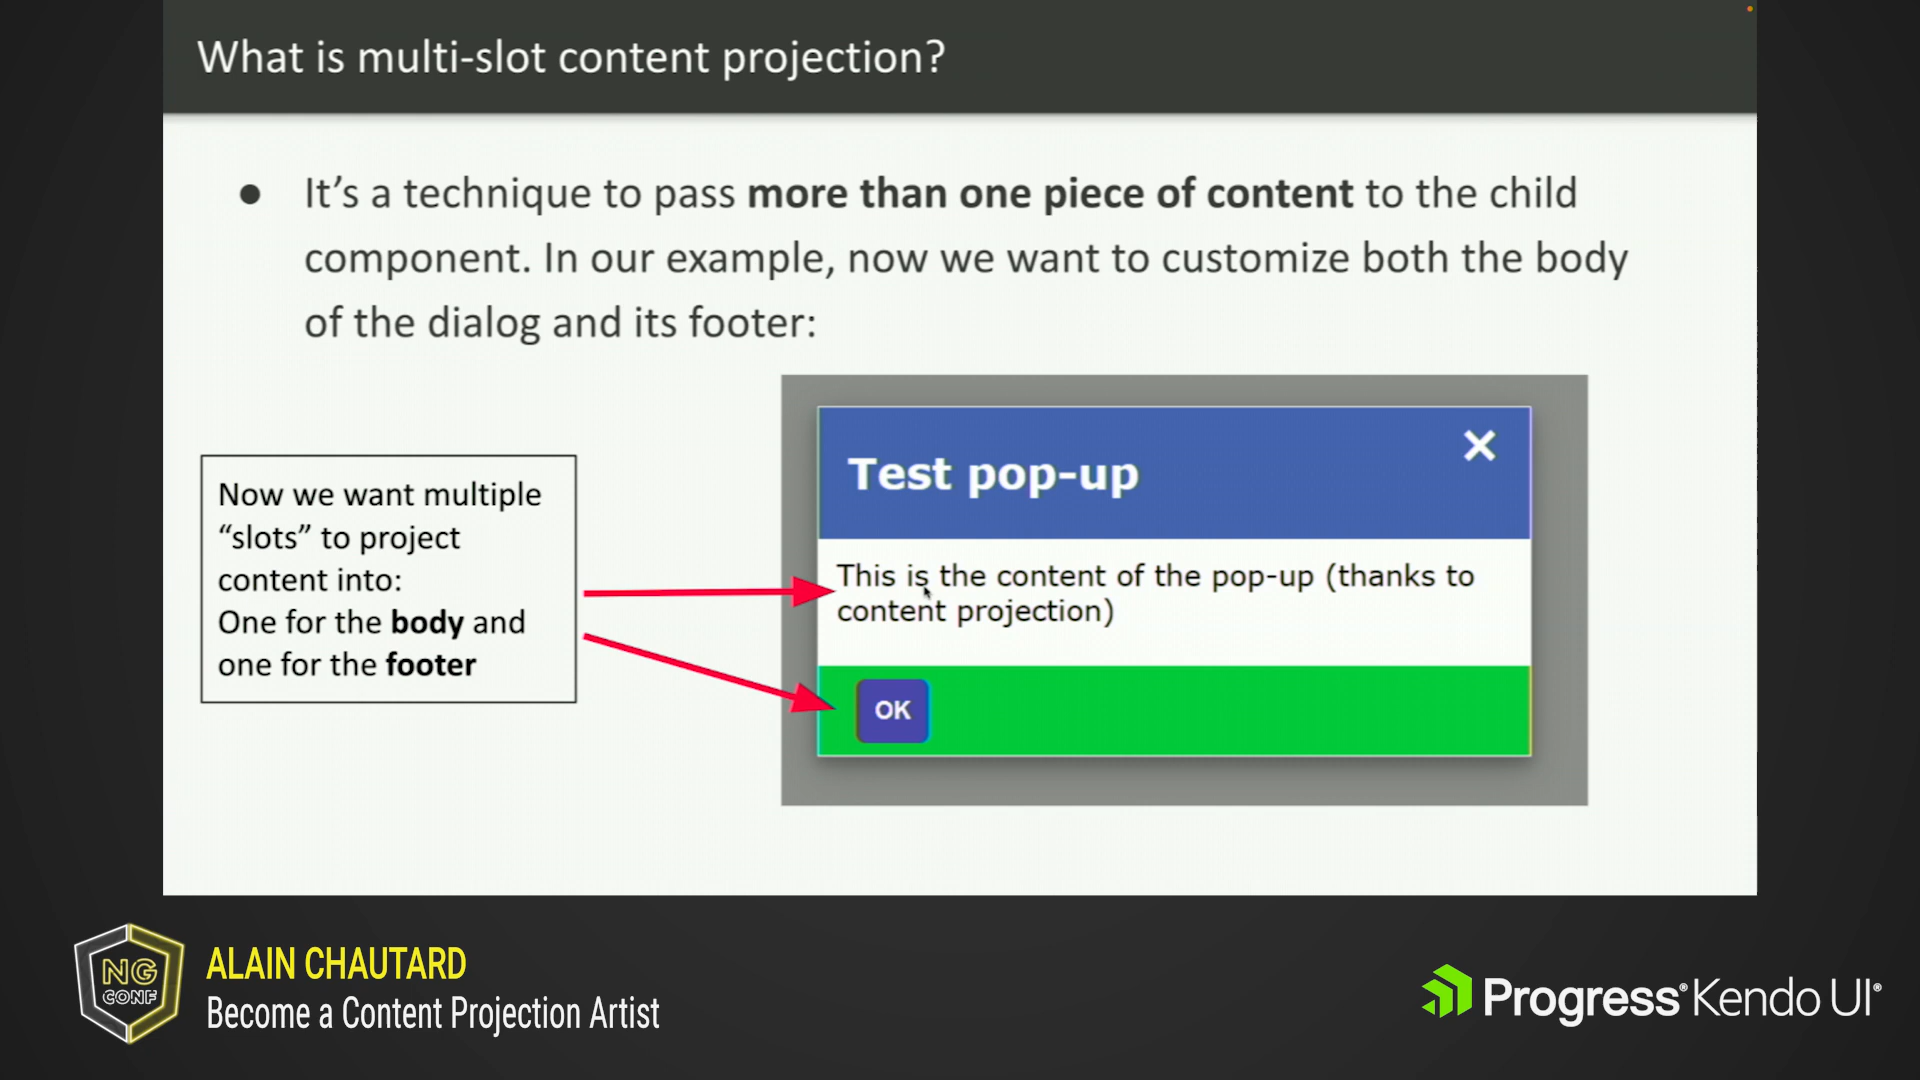 What is multi-slot content projection?
● It’s a technique to pass more than one piece of content to the child
component. In our example, now we want to customize both the body
of the dialog and its footer:
Now we want multiple
“slots” to project
content into:
One for the body and
one for the footer
Test pop-up
This is the content of the pop-up (thanks to
content projection)
OK
NG
CONF
ALAIN CHAUTARD
Become a Content Projection Artist
Progress® Kendo UI®